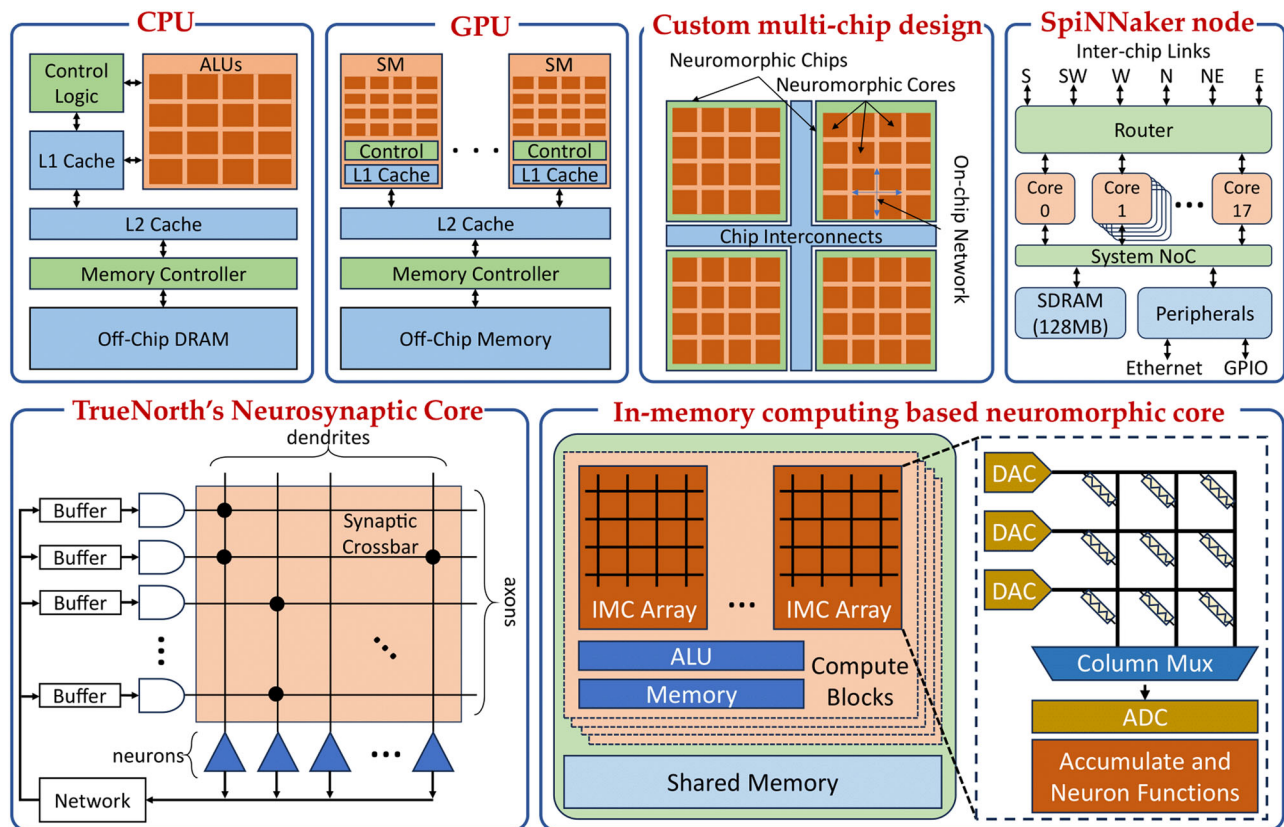 CPU
Control
Logic
ALUs
L1 Cache
L2 Cache
Memory Controller
Off-Chip DRAM
GPU
SM
SM
Control
Control
L1 Cache
L1 Cache
L2 Cache
Memory Controller
Off-Chip Memory
Custom multi-chip design
Neuromorphic Chips
Neuromorphic Cores
On-chip Network
Chip Interconnects
SpiNNaker node
Inter-chip Links
S SW W N NE E
Router
Core
0
Core
1
Core
17
System NoC
SDRAM
(128MB)
Peripherals
Ethernet
GPIO
TrueNorth's Neurosynaptic Core
dendrites
Buffer
Buffer
Buffer
Buffer
Synaptic
Crossbar
axons
neurons
Network
In-memory computing based neuromorphic core
IMC Array
IMC Array
ALU
Memory
Compute
Blocks
Shared Memory
DAC
DAC
DAC
Column Mux
ADC
Accumulate and
Neuron Functions